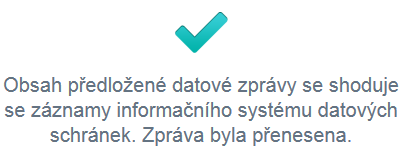 Obsah předložené datové zprávy se shoduje
se záznamy informačního systému datových
schránek. Zpráva byla přenesena.